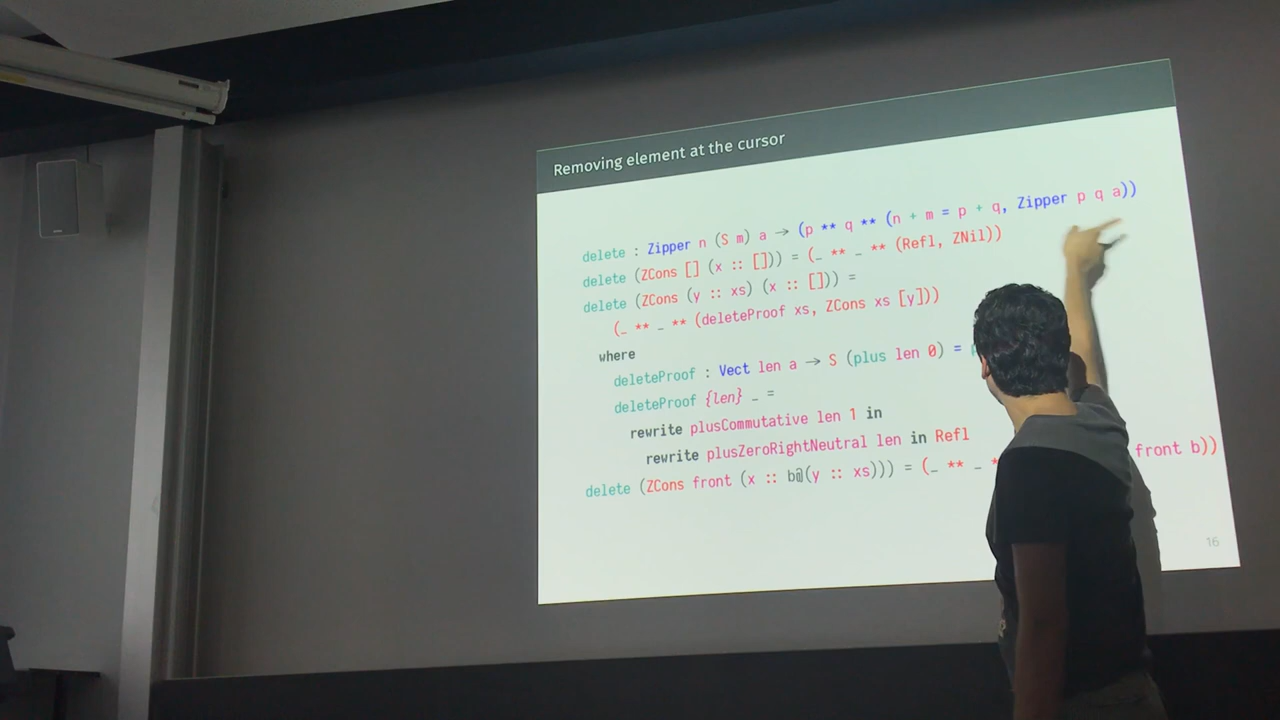 Removing element at the cursor
delete : Zipper n (S m) a → (p ** q ** (n + m = p + q, Zipper p q a))
delete (ZCons [] (x :: [])) = (_ ** _ ** (Refl, ZNil))
delete (ZCons (y :: xs) (x :: [])) =
(_ ** _ ** (deleteProof xs, ZCons xs [y]))
where
deleteProof : Vect len a → S (plus len 0) =
deleteProof {len} _ =
rewrite plusCommutative len 1 in
rewrite plusZeroRightNeutral len in Refl
delete (ZCons front (x :: b@(y :: xs))) = (_ ** _ front b))
16